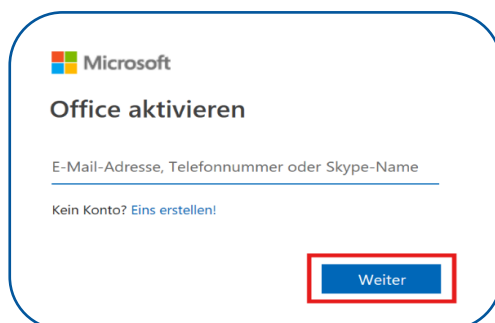 Microsoft
Office aktivieren
E-Mail-Adresse, Telefonnummer oder Skype-Name
Kein Konto? Eins erstellen!
Weiter